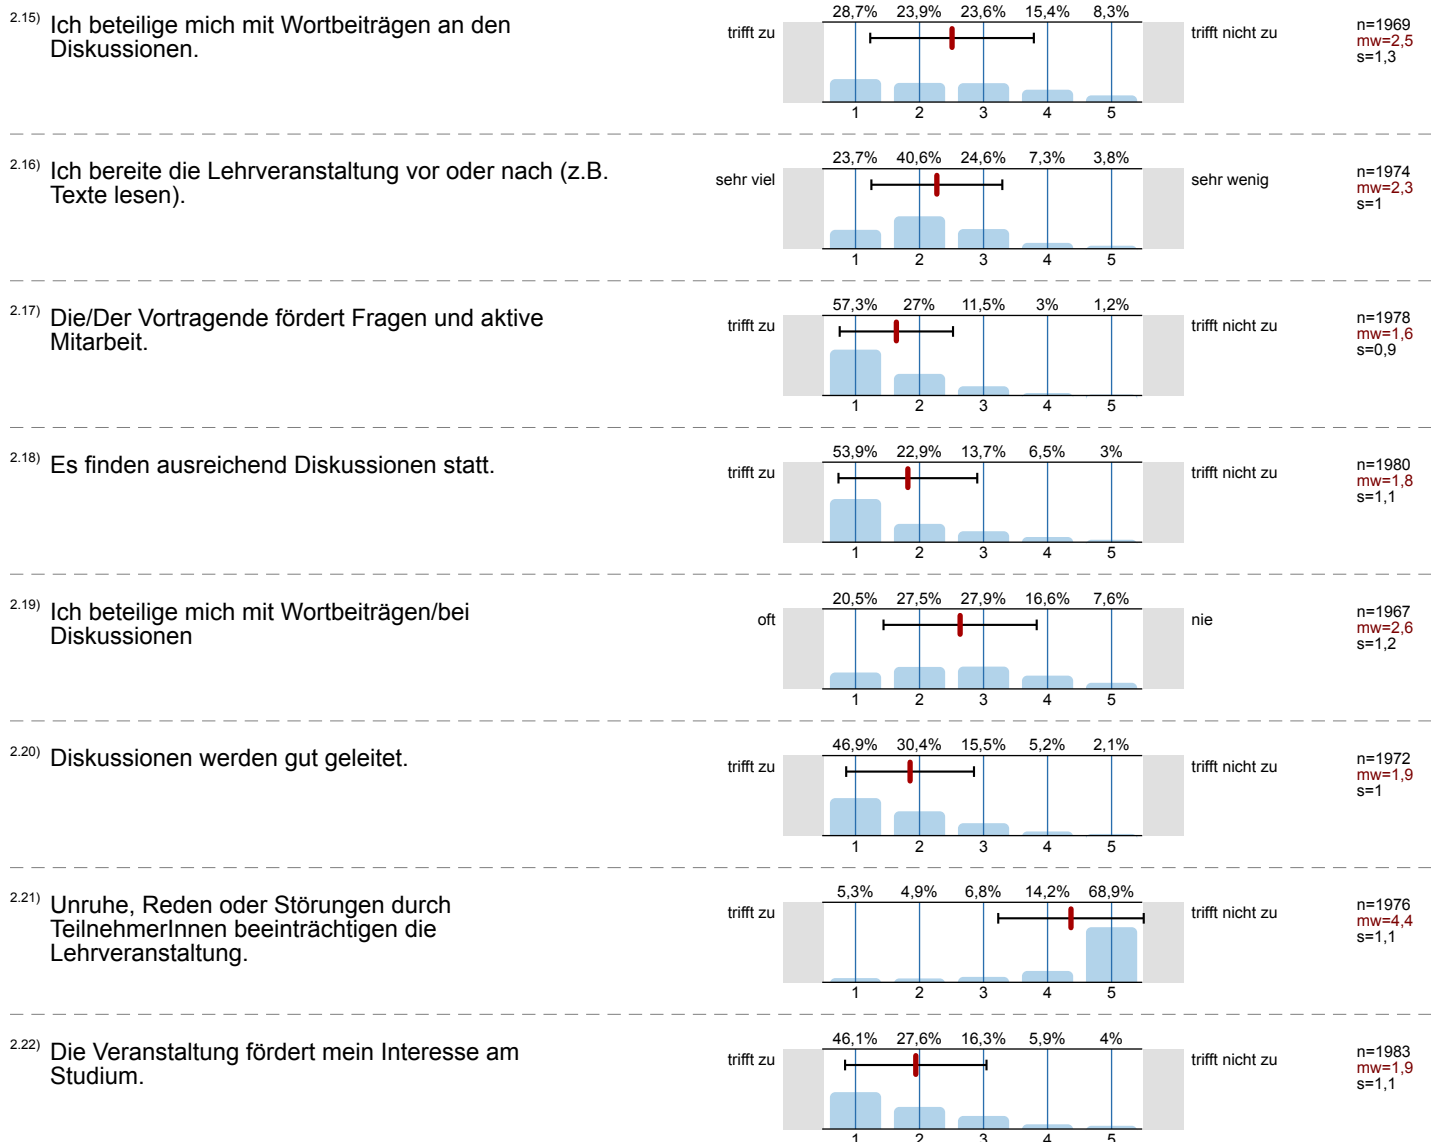 2.15) Ich beteilige mich mit Wortbeiträgen an den
Diskussionen.
28,7% 23,9% 23,6% 15,4% 8,3%
trifft zu
trifft nicht zu
1 2 3 4 5
n=1969
mw=2,5
s=1,3
2.16) Ich bereite die Lehrveranstaltung vor oder nach (z.B.
Texte lesen).
23,7% 40,6% 24,6% 7,3% 3,8%
sehr viel
sehr wenig
1 2 3 4 5
n=1974
mw=2,3
s=1
2.17) Die/Der Vortragende fördert Fragen und aktive
Mitarbeit.
57,3% 27% 11,5% 3% 1,2%
trifft zu
trifft nicht zu
1 2 3 4 5
n=1978
mw=1,6
s=0,9
2.18) Es finden ausreichend Diskussionen statt.
53,9% 22,9% 13,7% 6,5% 3%
trifft zu
trifft nicht zu
1 2 3 4 5
n=1980
mw=1,8
s=1,1
2.19) Ich beteilige mich mit Wortbeiträgen/bei
Diskussionen
20,5% 27,5% 27,9% 16,6% 7,6%
oft
nie
1 2 3 4 5
n=1967
mw=2,6
s=1,2
2.20) Diskussionen werden gut geleitet.
46,9% 30,4% 15,5% 5,2% 2,1%
trifft zu
trifft nicht zu
1 2 3 4 5
n=1972
mw=1,9
s=1
2.21) Unruhe, Reden oder Störungen durch
TeilnehmerInnen beeinträchtigen die
Lehrveranstaltung.
5,3% 4,9% 6,8% 14,2% 68,9%
trifft zu
trifft nicht zu
1 2 3 4 5
n=1976
mw=4,4
s=1,1
2.22) Die Veranstaltung fördert mein Interesse am
Studium.
46,1% 27,6% 16,3% 5,9% 4%
trifft zu
trifft nicht zu
1 2 3 4 5
n=1983
mw=1,9
s=1,1